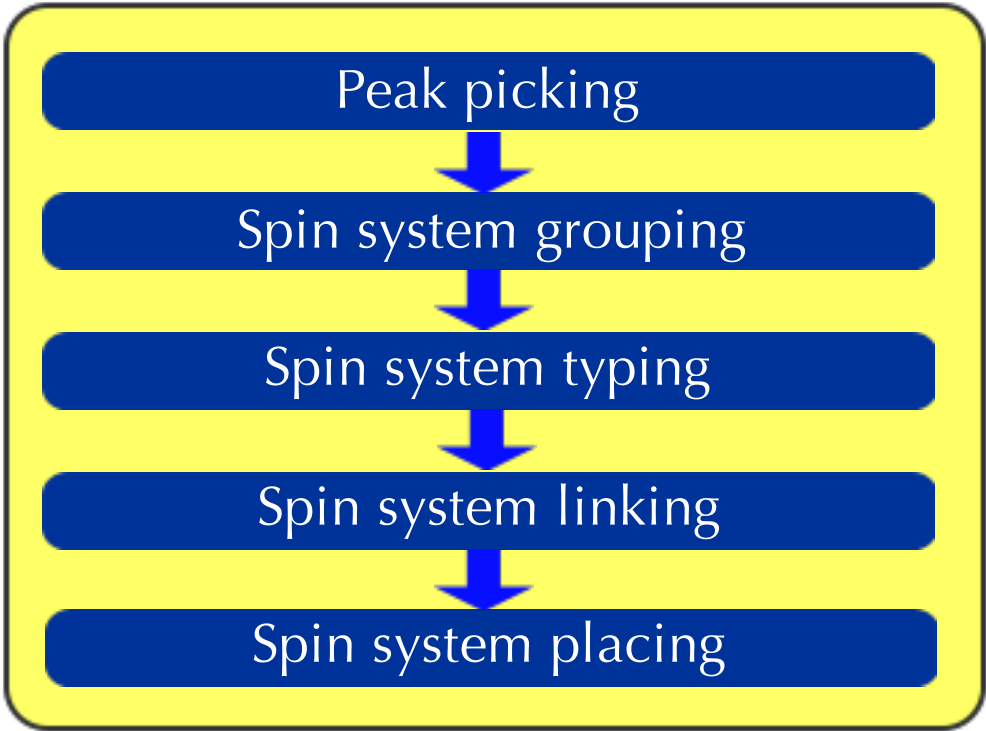 Peak picking
Spin system grouping
Spin system typing
Spin system linking
Spin system placing